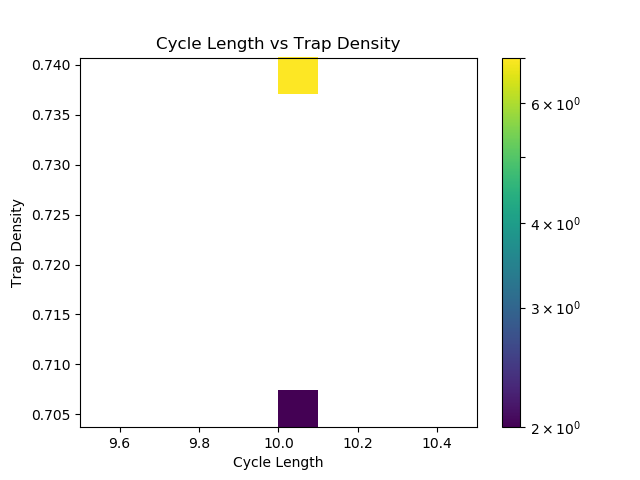 Cycle Length vs Trap Density
0.740
0.735
0.730
0.725
0.720
0.715
0.710
0.705
Trap Density
9.6 9.8 10.0 10.2 10.4
Cycle Length
6 × 10⁰
4 × 10⁰
3 × 10⁰
2 × 10⁰